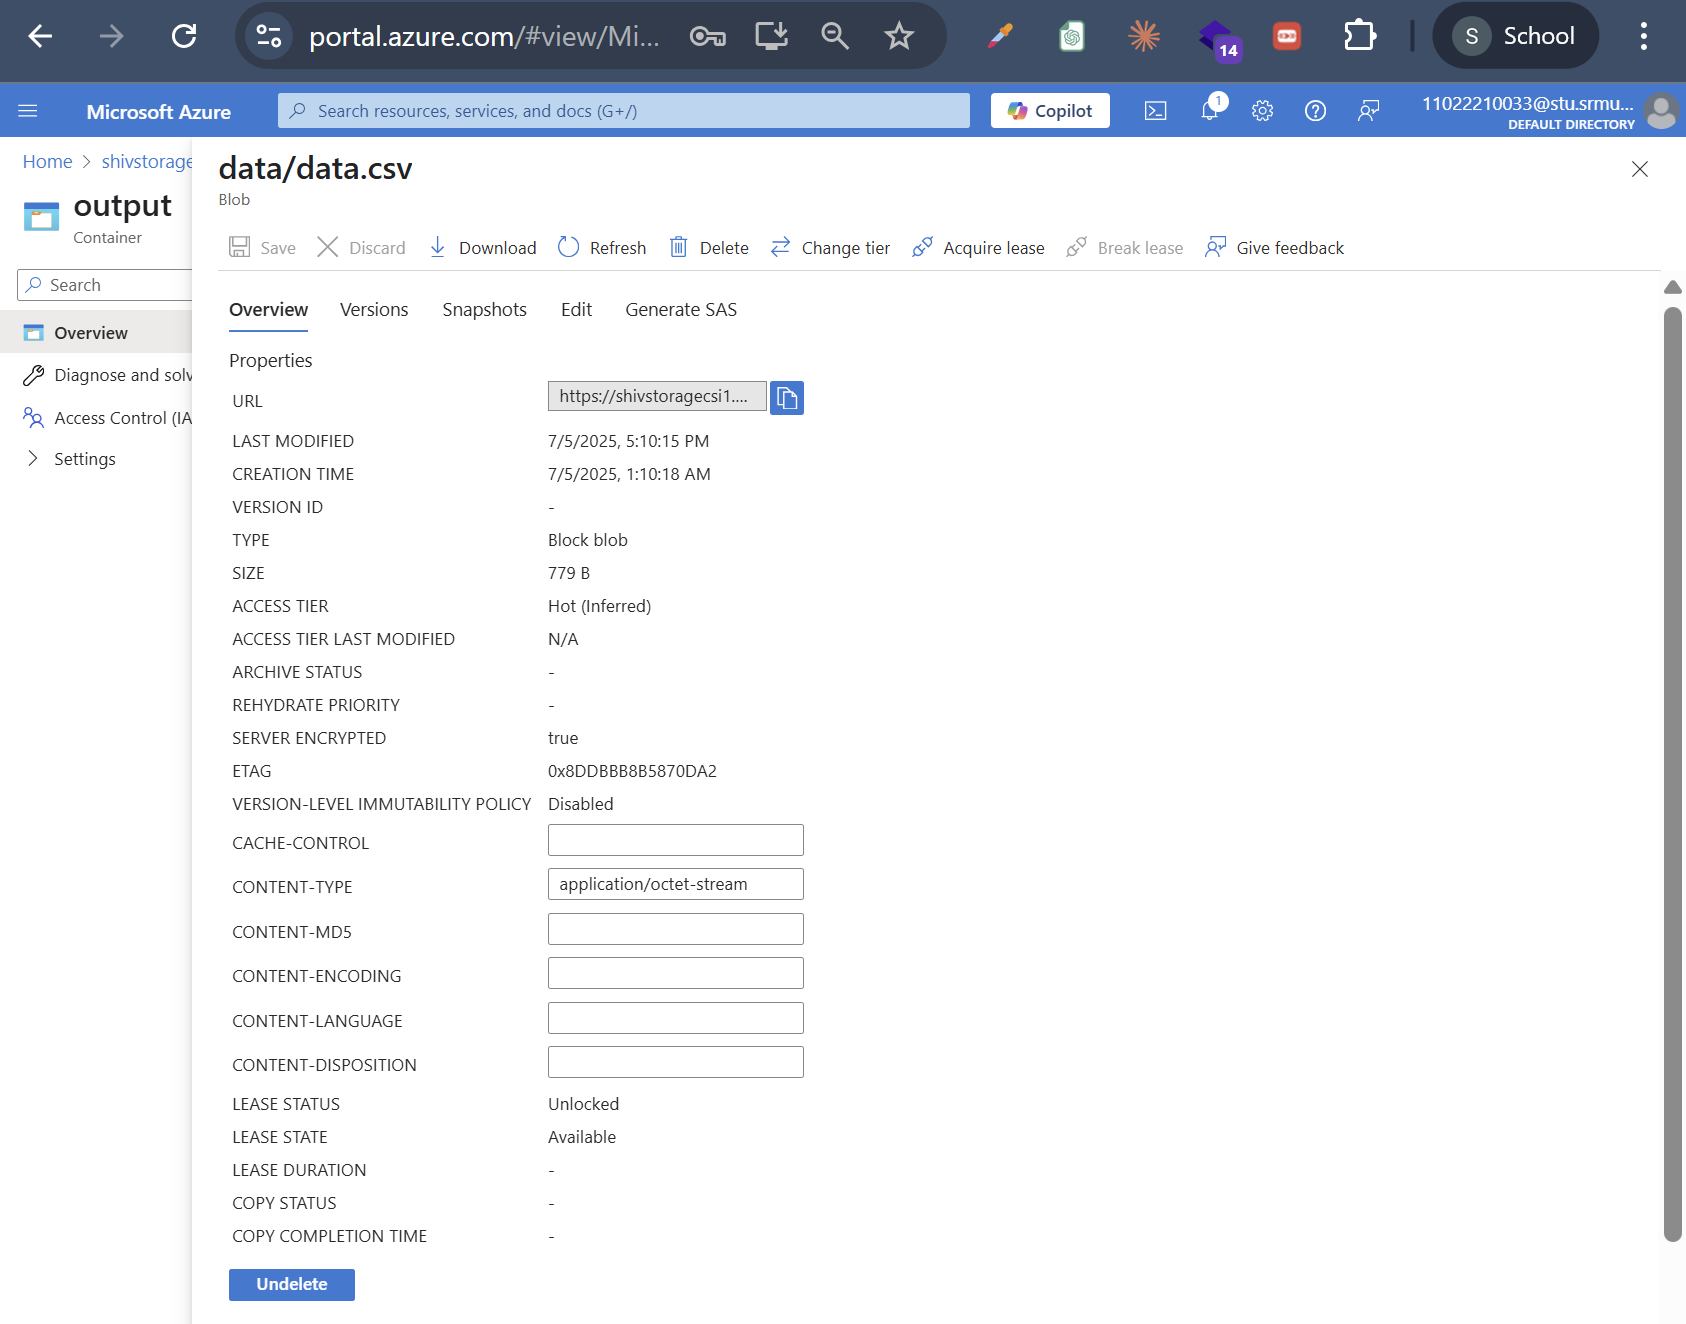 portal.azure.com/#view/Mi...
14
S School
Microsoft Azure
Search resources, services, and docs (G+/)
Copilot
1
11022210033@stu.srmu...
DEFAULT DIRECTORY
Home > shivstorage
output
Container
Search
Overview
Diagnose and solv
Access Control (IA
Settings
data/data.csv
Blob
Save Discard Download Refresh Delete Change tier Acquire lease Break lease Give feedback
Overview Versions Snapshots Edit Generate SAS
Properties
URL https://shivstoragecsi1....
LAST MODIFIED 7/5/2025, 5:10:15 PM
CREATION TIME 7/5/2025, 1:10:18 AM
VERSION ID -
TYPE Block blob
SIZE 779 B
ACCESS TIER Hot (Inferred)
ACCESS TIER LAST MODIFIED N/A
ARCHIVE STATUS -
REHYDRATE PRIORITY -
SERVER ENCRYPTED true
ETAG 0x8DDBBB8B5870DA2
VERSION-LEVEL IMMUTABILITY POLICY Disabled
CACHE-CONTROL
CONTENT-TYPE application/octet-stream
CONTENT-MD5
CONTENT-ENCODING
CONTENT-LANGUAGE
CONTENT-DISPOSITION
LEASE STATUS Unlocked
LEASE STATE Available
LEASE DURATION -
COPY STATUS -
COPY COMPLETION TIME -
Undelete